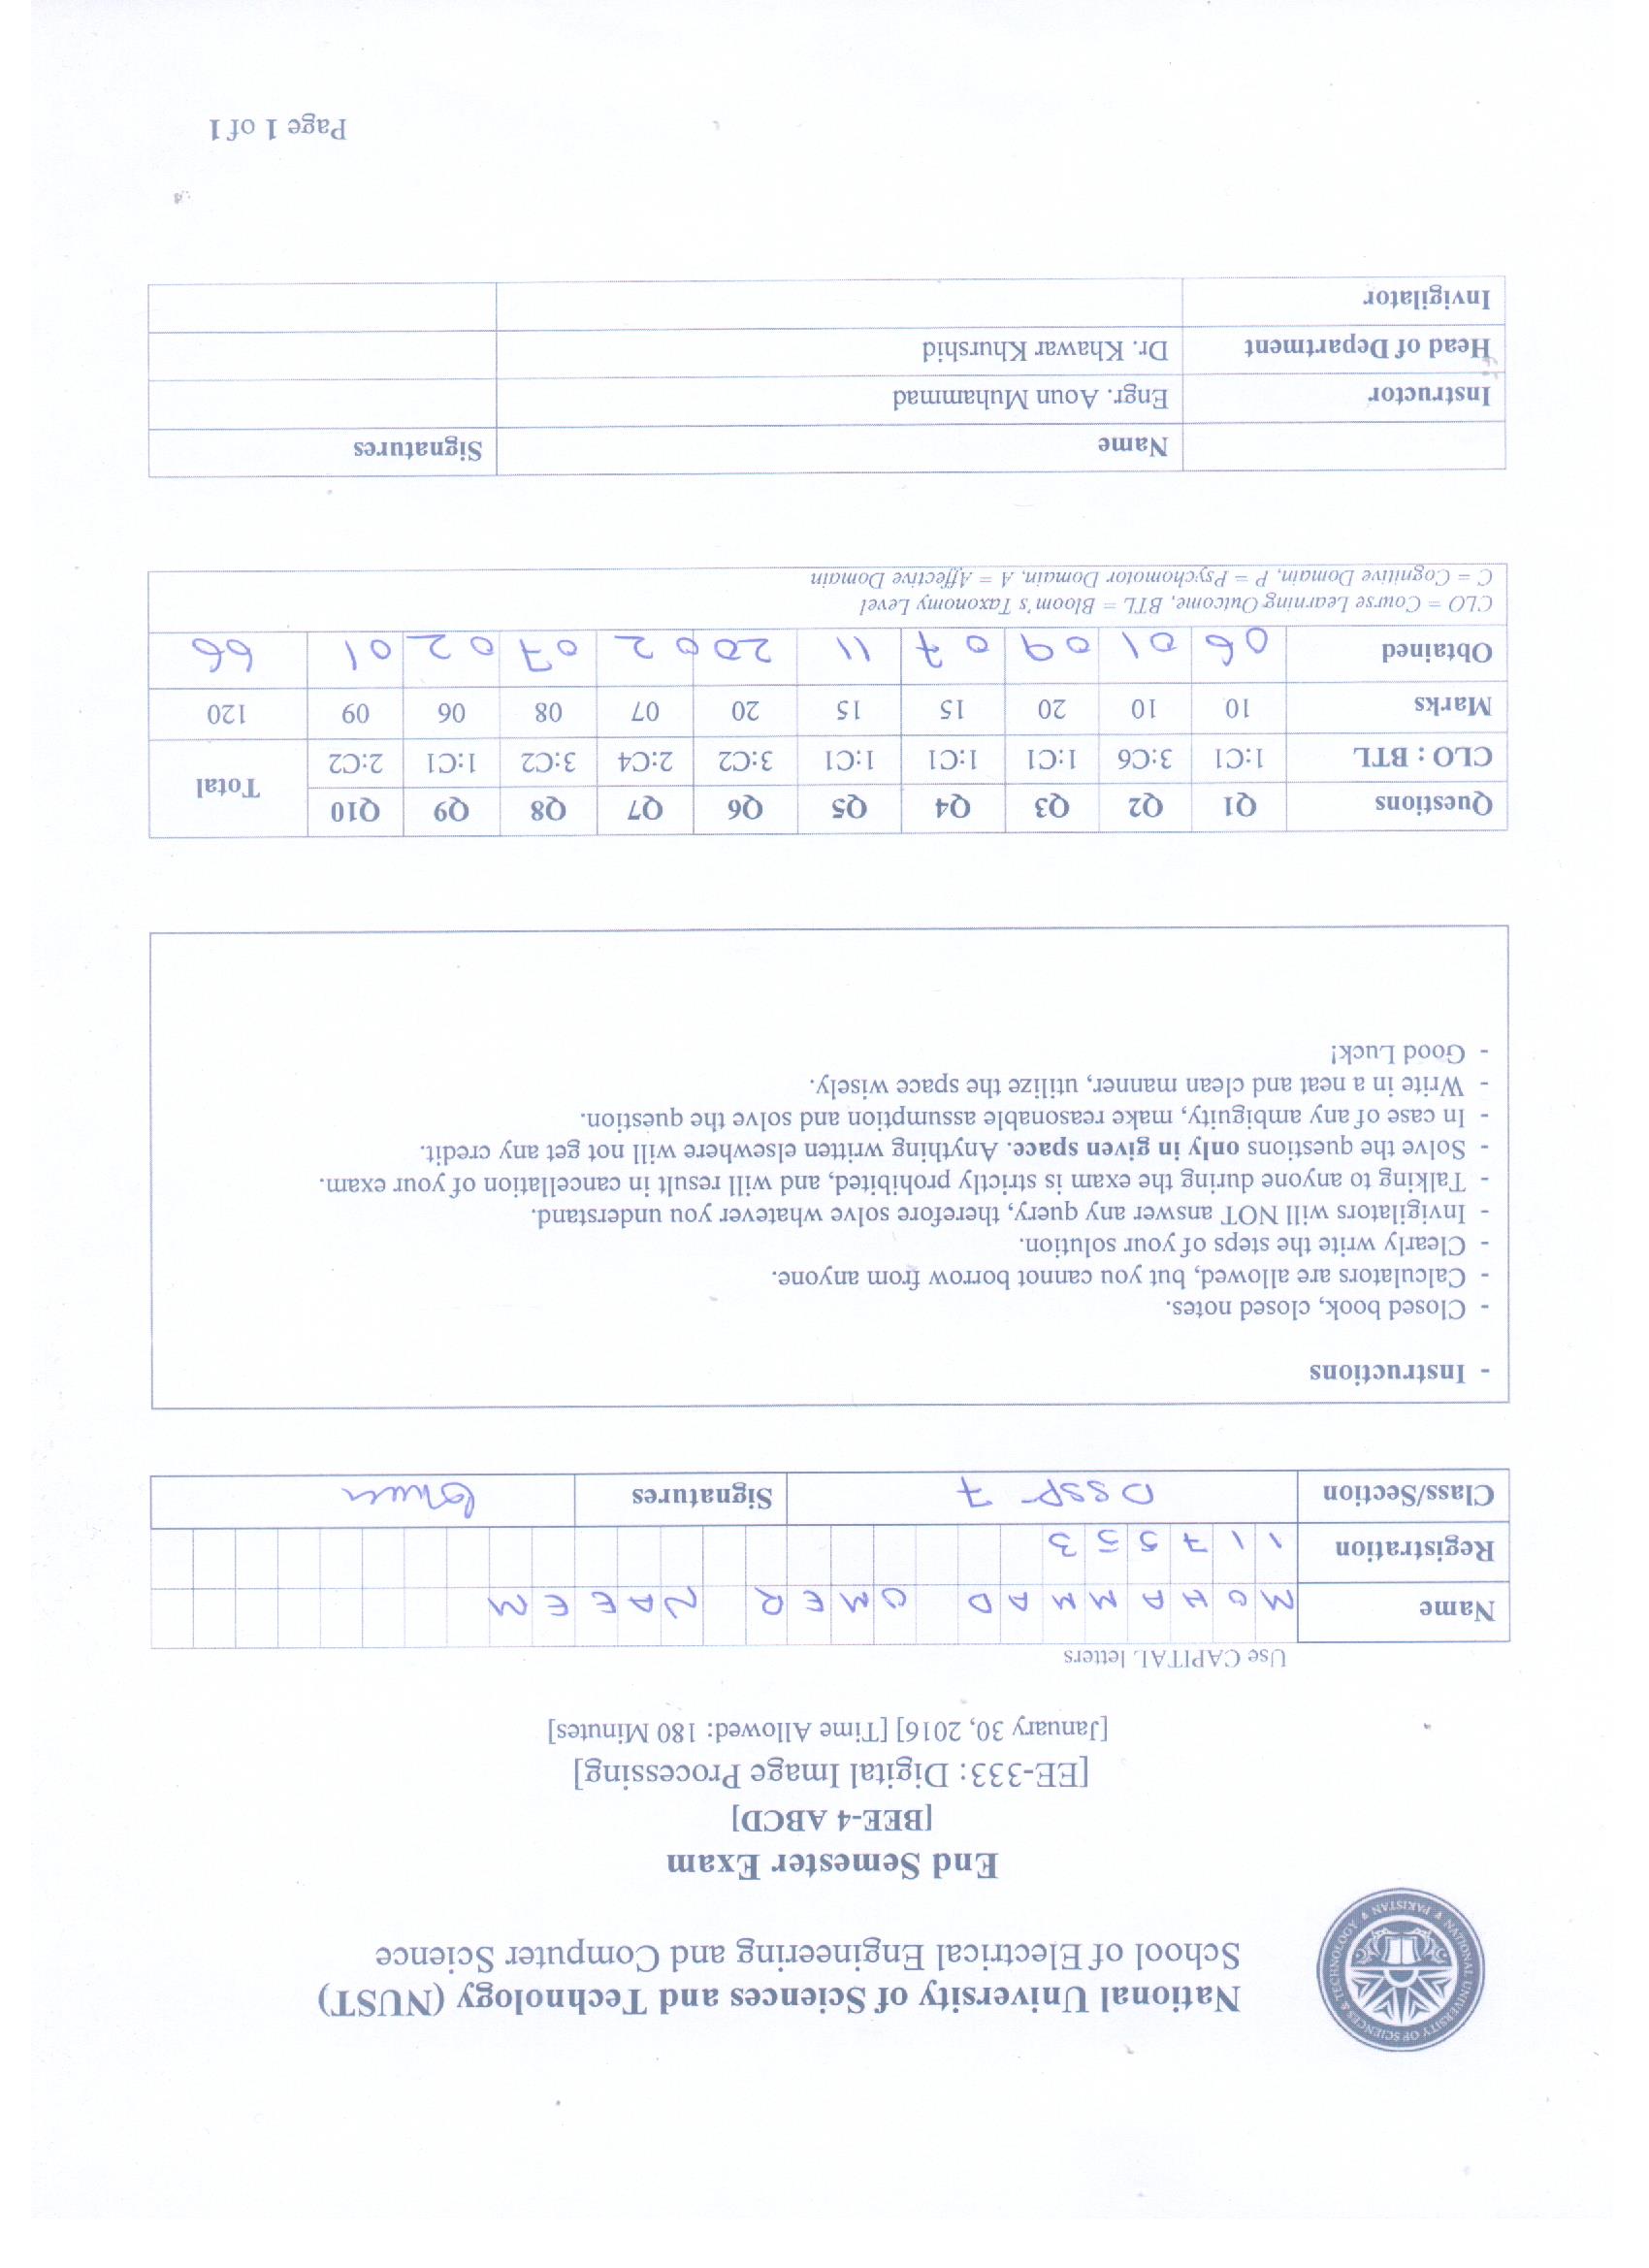 NATIONAL UNIVERSITY OF SCIENCES & TECHNOLOGY
PAKISTAN
National University of Sciences and Technology (NUST)
School of Electrical Engineering and Computer Science
End Semester Exam
[BEE-4 ABCD]
[EE-333: Digital Image Processing]
[January 30, 2016] [Time Allowed: 180 Minutes]
Use CAPITAL letters
Name MOHAMMAD OMER NAEEM
Registration 117553
Class/Section DSSP 7 Signatures
- Instructions
- Closed book, closed notes.
- Calculators are allowed, but you cannot borrow from anyone.
- Clearly write the steps of your solution.
- Invigilators will NOT answer any query, therefore solve whatever you understand.
- Talking to anyone during the exam is strictly prohibited, and will result in cancellation of your exam.
- Solve the questions only in given space. Anything written elsewhere will not get any credit.
- In case of any ambiguity, make reasonable assumption and solve the question.
- Write in a neat and clean manner, utilize the space wisely.
- Good Luck!
Questions Q1 Q2 Q3 Q4 Q5 Q6 Q7 Q8 Q9 Q10 Total
CLO : BTL 1:C1 3:C6 1:C1 1:C1 1:C1 3:C2 2:C4 3:C2 1:C1 2:C2
Marks 10 10 20 15 15 20 07 08 06 09 120
Obtained 06 01 09 07 11 20 02 07 02 01 66
CLO = Course Learning Outcome, BTL = Bloom's Taxonomy Level
C = Cognitive Domain, P = Psychomotor Domain, A = Affective Domain
Name Signatures
Instructor Engr. Aoun Muhammad
Head of Department Dr. Khawar Khurshid
Invigilator
Page 1 of 1